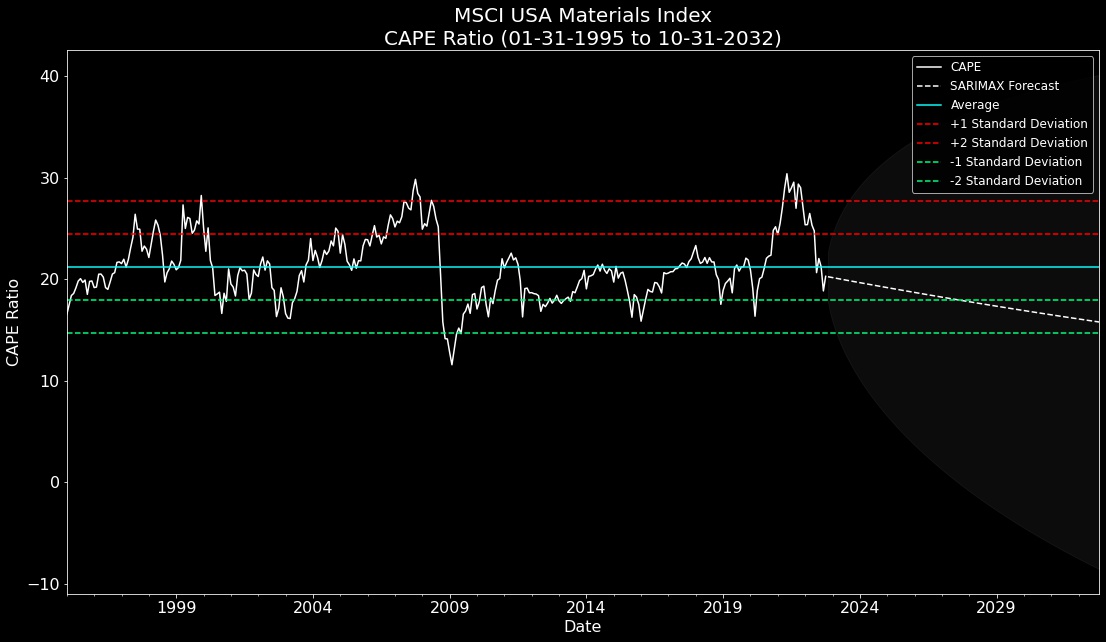 MSCI USA Materials Index
CAPE Ratio (01-31-1995 to 10-31-2032)
CAPE
SARIMAX Forecast
Average
+1 Standard Deviation
+2 Standard Deviation
-1 Standard Deviation
-2 Standard Deviation
CAPE Ratio
40
30
20
10
0
−10
1999
2004
2009
2014
2019
2024
2029
Date